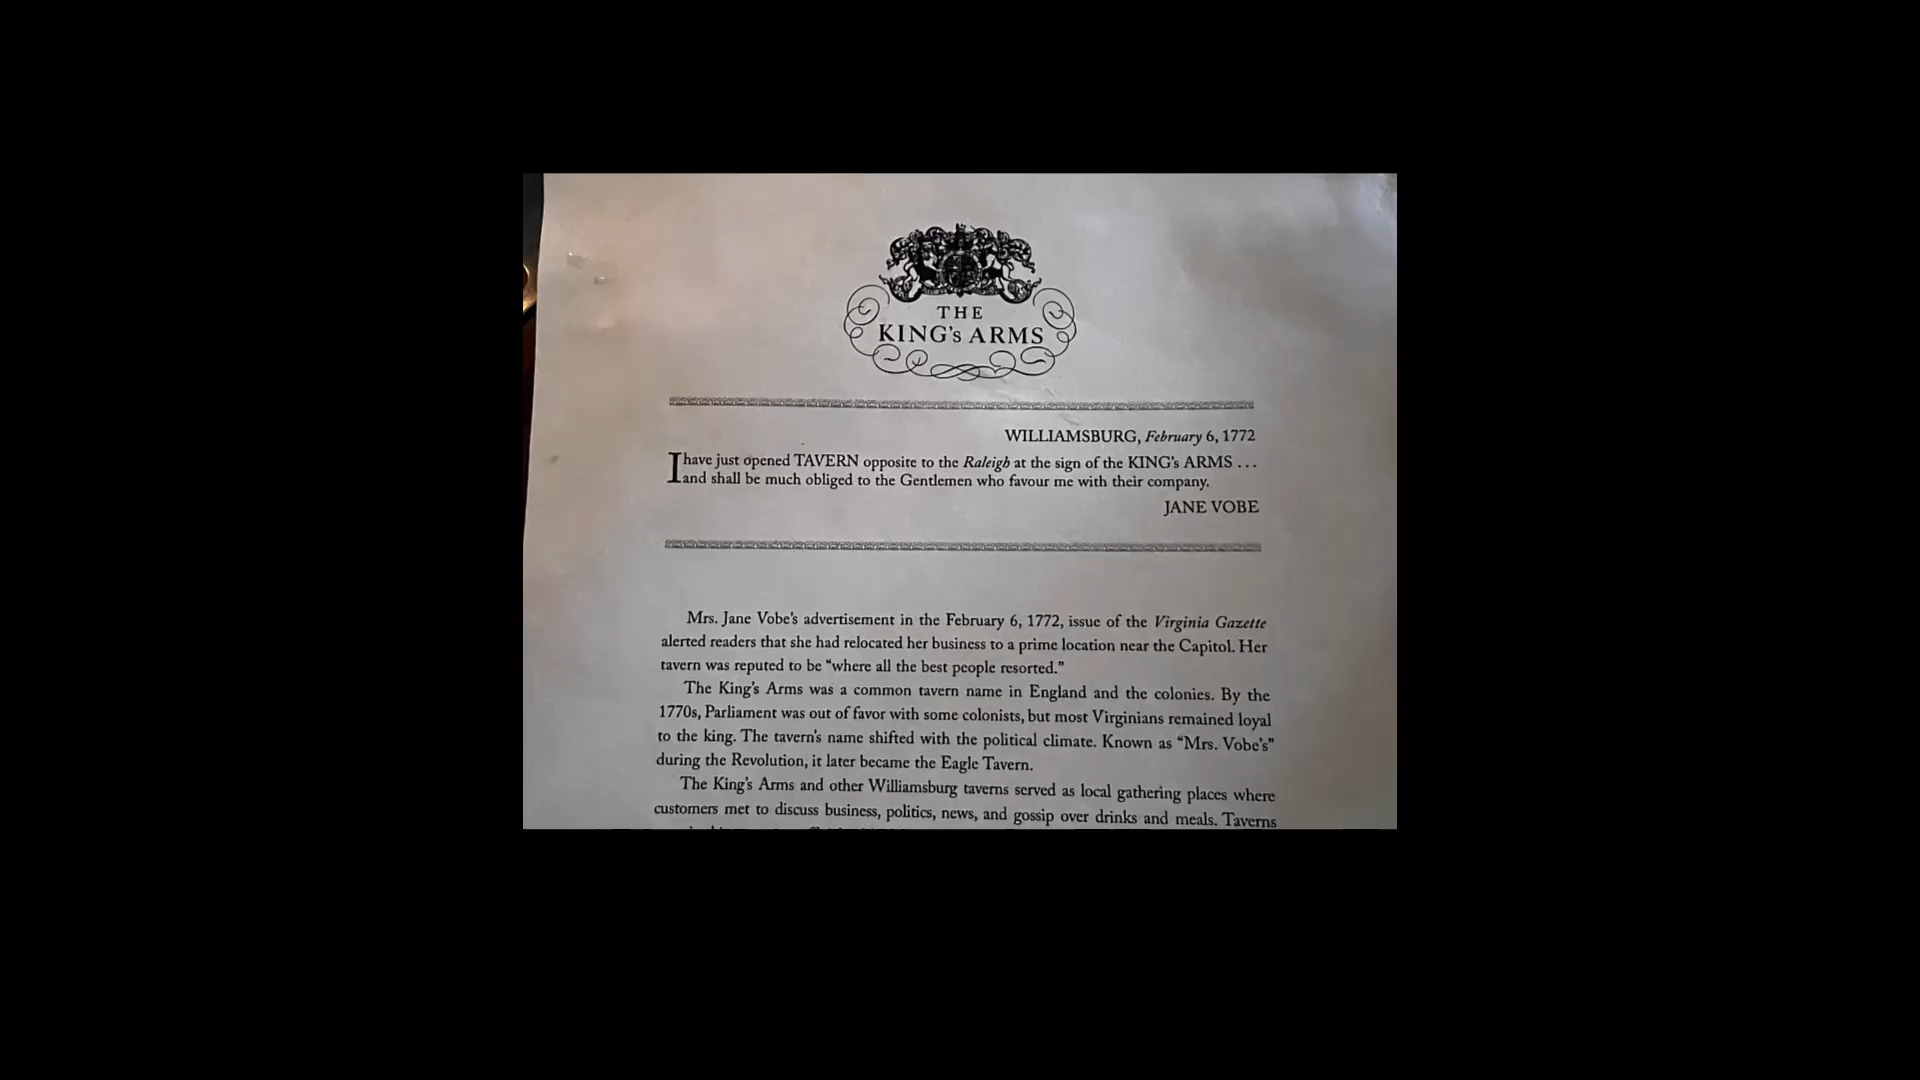 THE
KING's ARMS
WILLIAMSBURG, February 6, 1772
I have just opened TAVERN opposite to the Raleigh at the sign of the KING's ARMS . . .
and shall be much obliged to the Gentlemen who favour me with their company.
JANE VOBE
Mrs. Jane Vobe's advertisement in the February 6, 1772, issue of the Virginia Gazette
alerted readers that she had relocated her business to a prime location near the Capitol. Her
tavern was reputed to be “where all the best people resorted.”
The King's Arms was a common tavern name in England and the colonies. By the
1770s, Parliament was out of favor with some colonists, but most Virginians remained loyal
to the king. The tavern's name shifted with the political climate. Known as “Mrs. Vobe's”
during the Revolution, it later became the Eagle Tavern.
The King's Arms and other Williamsburg taverns served as local gathering places where
customers met to discuss business, politics, news, and gossip over drinks and meals. Taverns